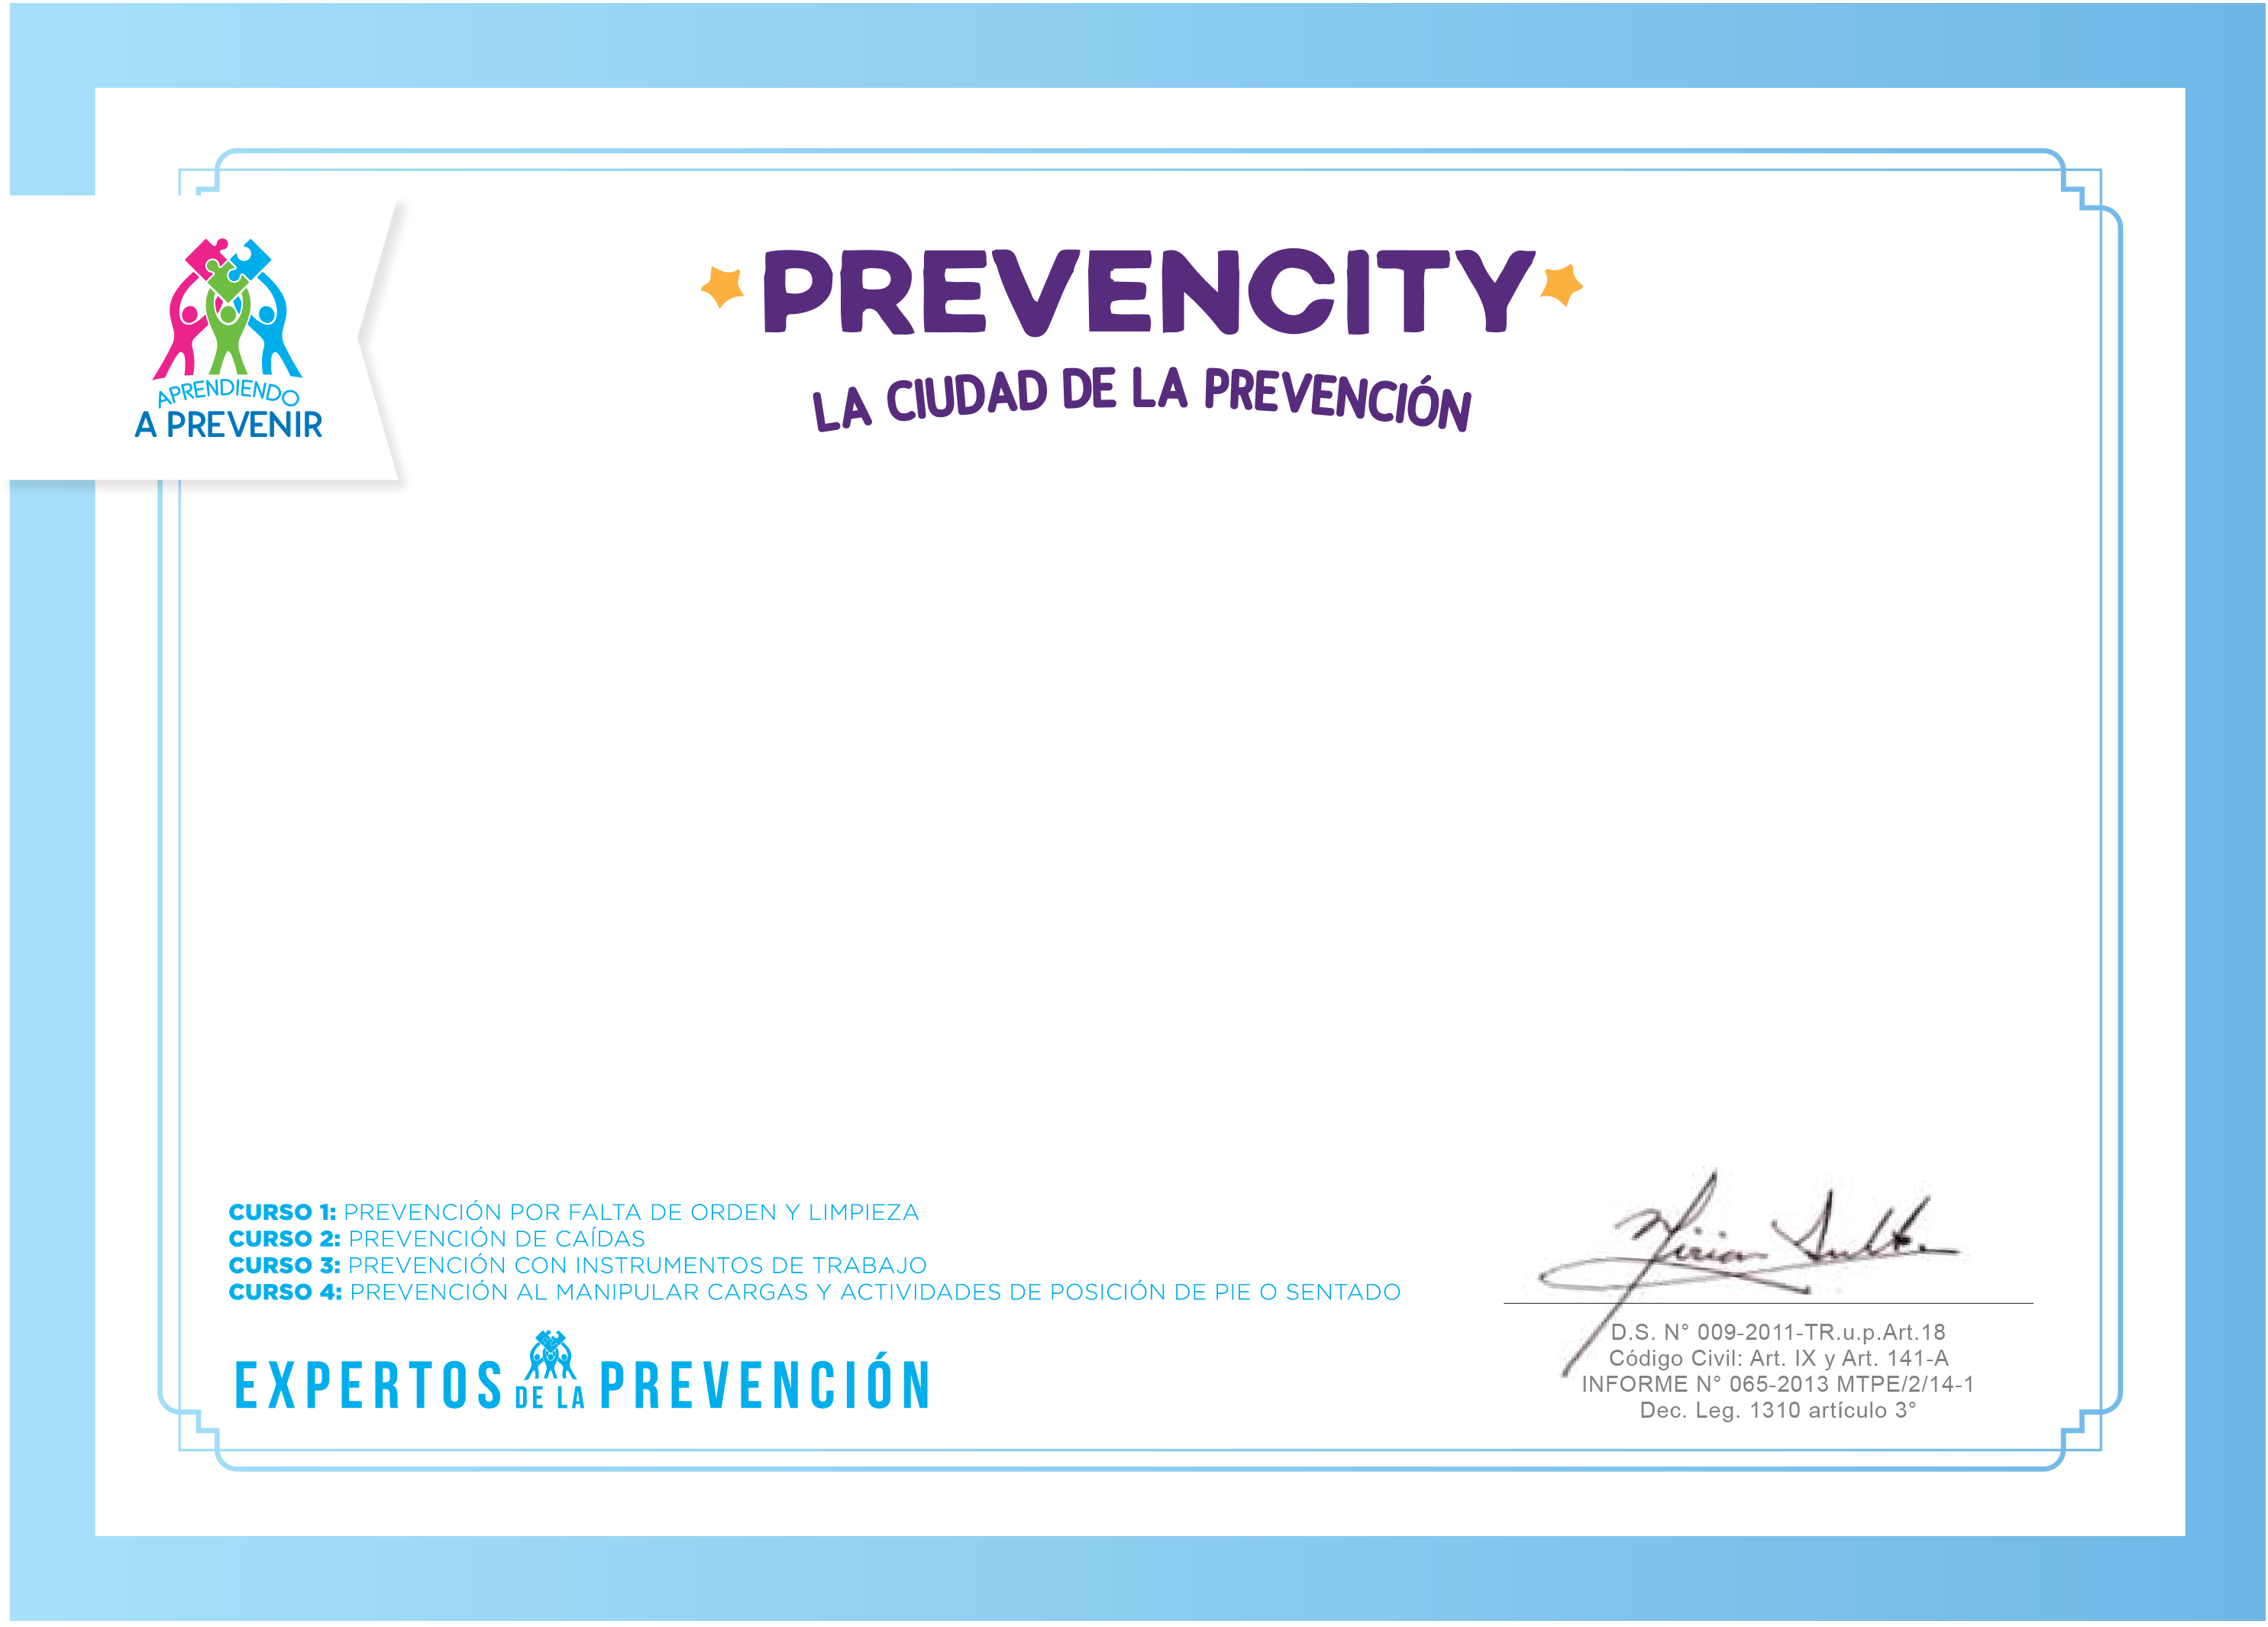 APRENDIENDO
A PREVENIR
PREVENCITY
LA CIUDAD DE LA PREVENCIÓN
CURSO 1: PREVENCIÓN POR FALTA DE ORDEN Y LIMPIEZA
CURSO 2: PREVENCIÓN DE CAÍDAS
CURSO 3: PREVENCIÓN CON INSTRUMENTOS DE TRABAJO
CURSO 4: PREVENCIÓN AL MANIPULAR CARGAS Y ACTIVIDADES DE POSICIÓN DE PIE O SENTADO
EXPERTOS DE LA PREVENCIÓN
D.S. N° 009-2011-TR.u.p.Art.18
Código Civil: Art. IX y Art. 141-A
INFORME N° 065-2013 MTPE/2/14-1
Dec. Leg. 1310 artículo 3°